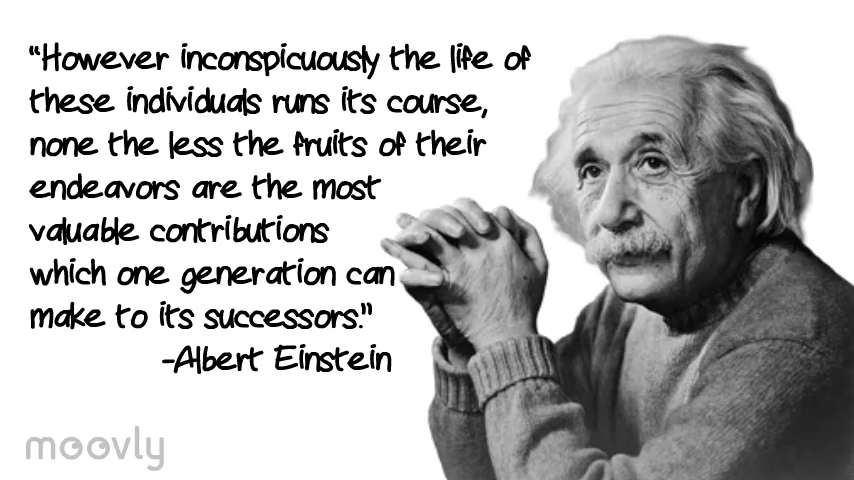 "However inconspicuously the life of
these individuals runs its course,
none the less the fruits of their
endeavors are the most
valuable contributions
which one generation can
make to its successors."
-Albert Einstein
moovly